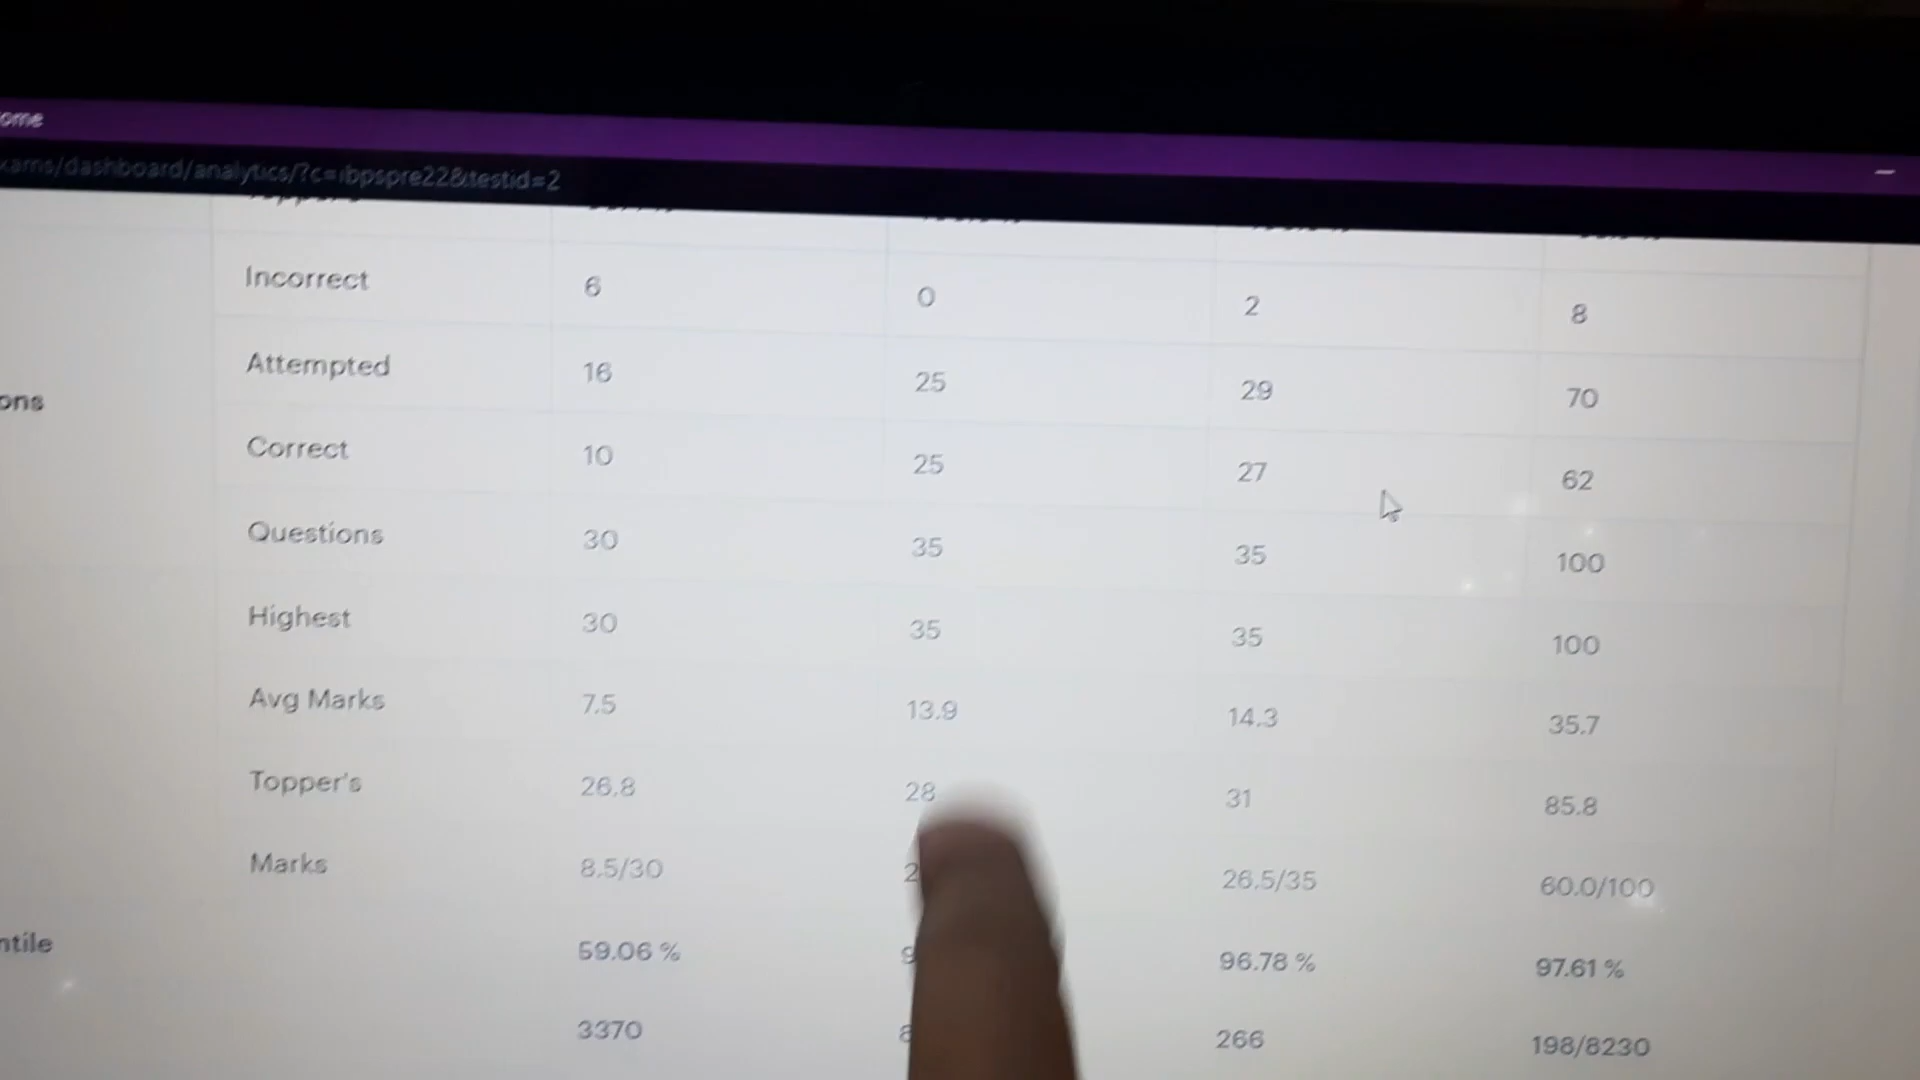 ome
xams/dashboard/analytics/?c=ibpspre22&testid=2
Incorrect 6 0 2 8
Attempted 16 25 29 70
ons
Correct 10 25 27 62
Questions 30 35 35 100
Highest 30 35 35 100
Avg Marks 7.5 13.9 14.3 35.7
Topper's 26.8 28 31 85.8
Marks 8.5/30 2 26.5/35 60.0/100
ntile 59.06 % 9 96.78 % 97.61 %
3370 8 266 198/8230